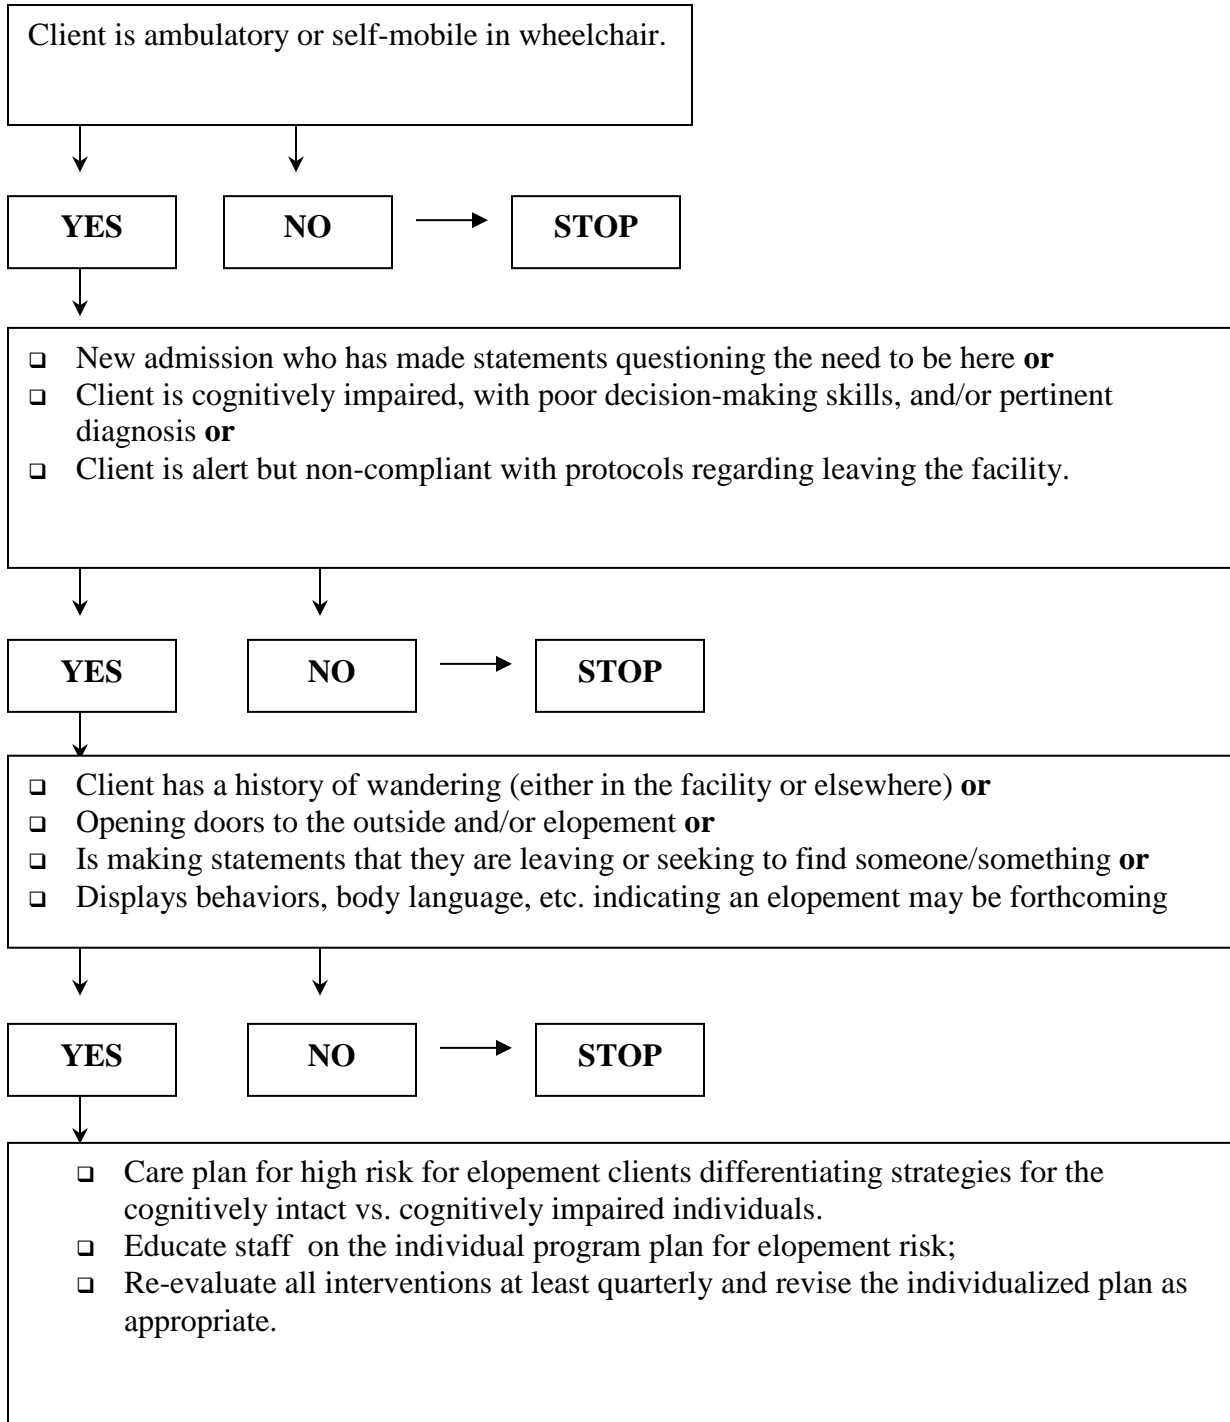 Client is ambulatory or self-mobile in wheelchair.
YES NO STOP
❑ New admission who has made statements questioning the need to be here or
❑ Client is cognitively impaired, with poor decision-making skills, and/or pertinent
diagnosis or
❑ Client is alert but non-compliant with protocols regarding leaving the facility.
YES NO STOP
❑ Client has a history of wandering (either in the facility or elsewhere) or
❑ Opening doors to the outside and/or elopement or
❑ Is making statements that they are leaving or seeking to find someone/something or
❑ Displays behaviors, body language, etc. indicating an elopement may be forthcoming
YES NO STOP
❑ Care plan for high risk for elopement clients differentiating strategies for the
cognitively intact vs. cognitively impaired individuals.
❑ Educate staff on the individual program plan for elopement risk;
❑ Re-evaluate all interventions at least quarterly and revise the individualized plan as
appropriate.